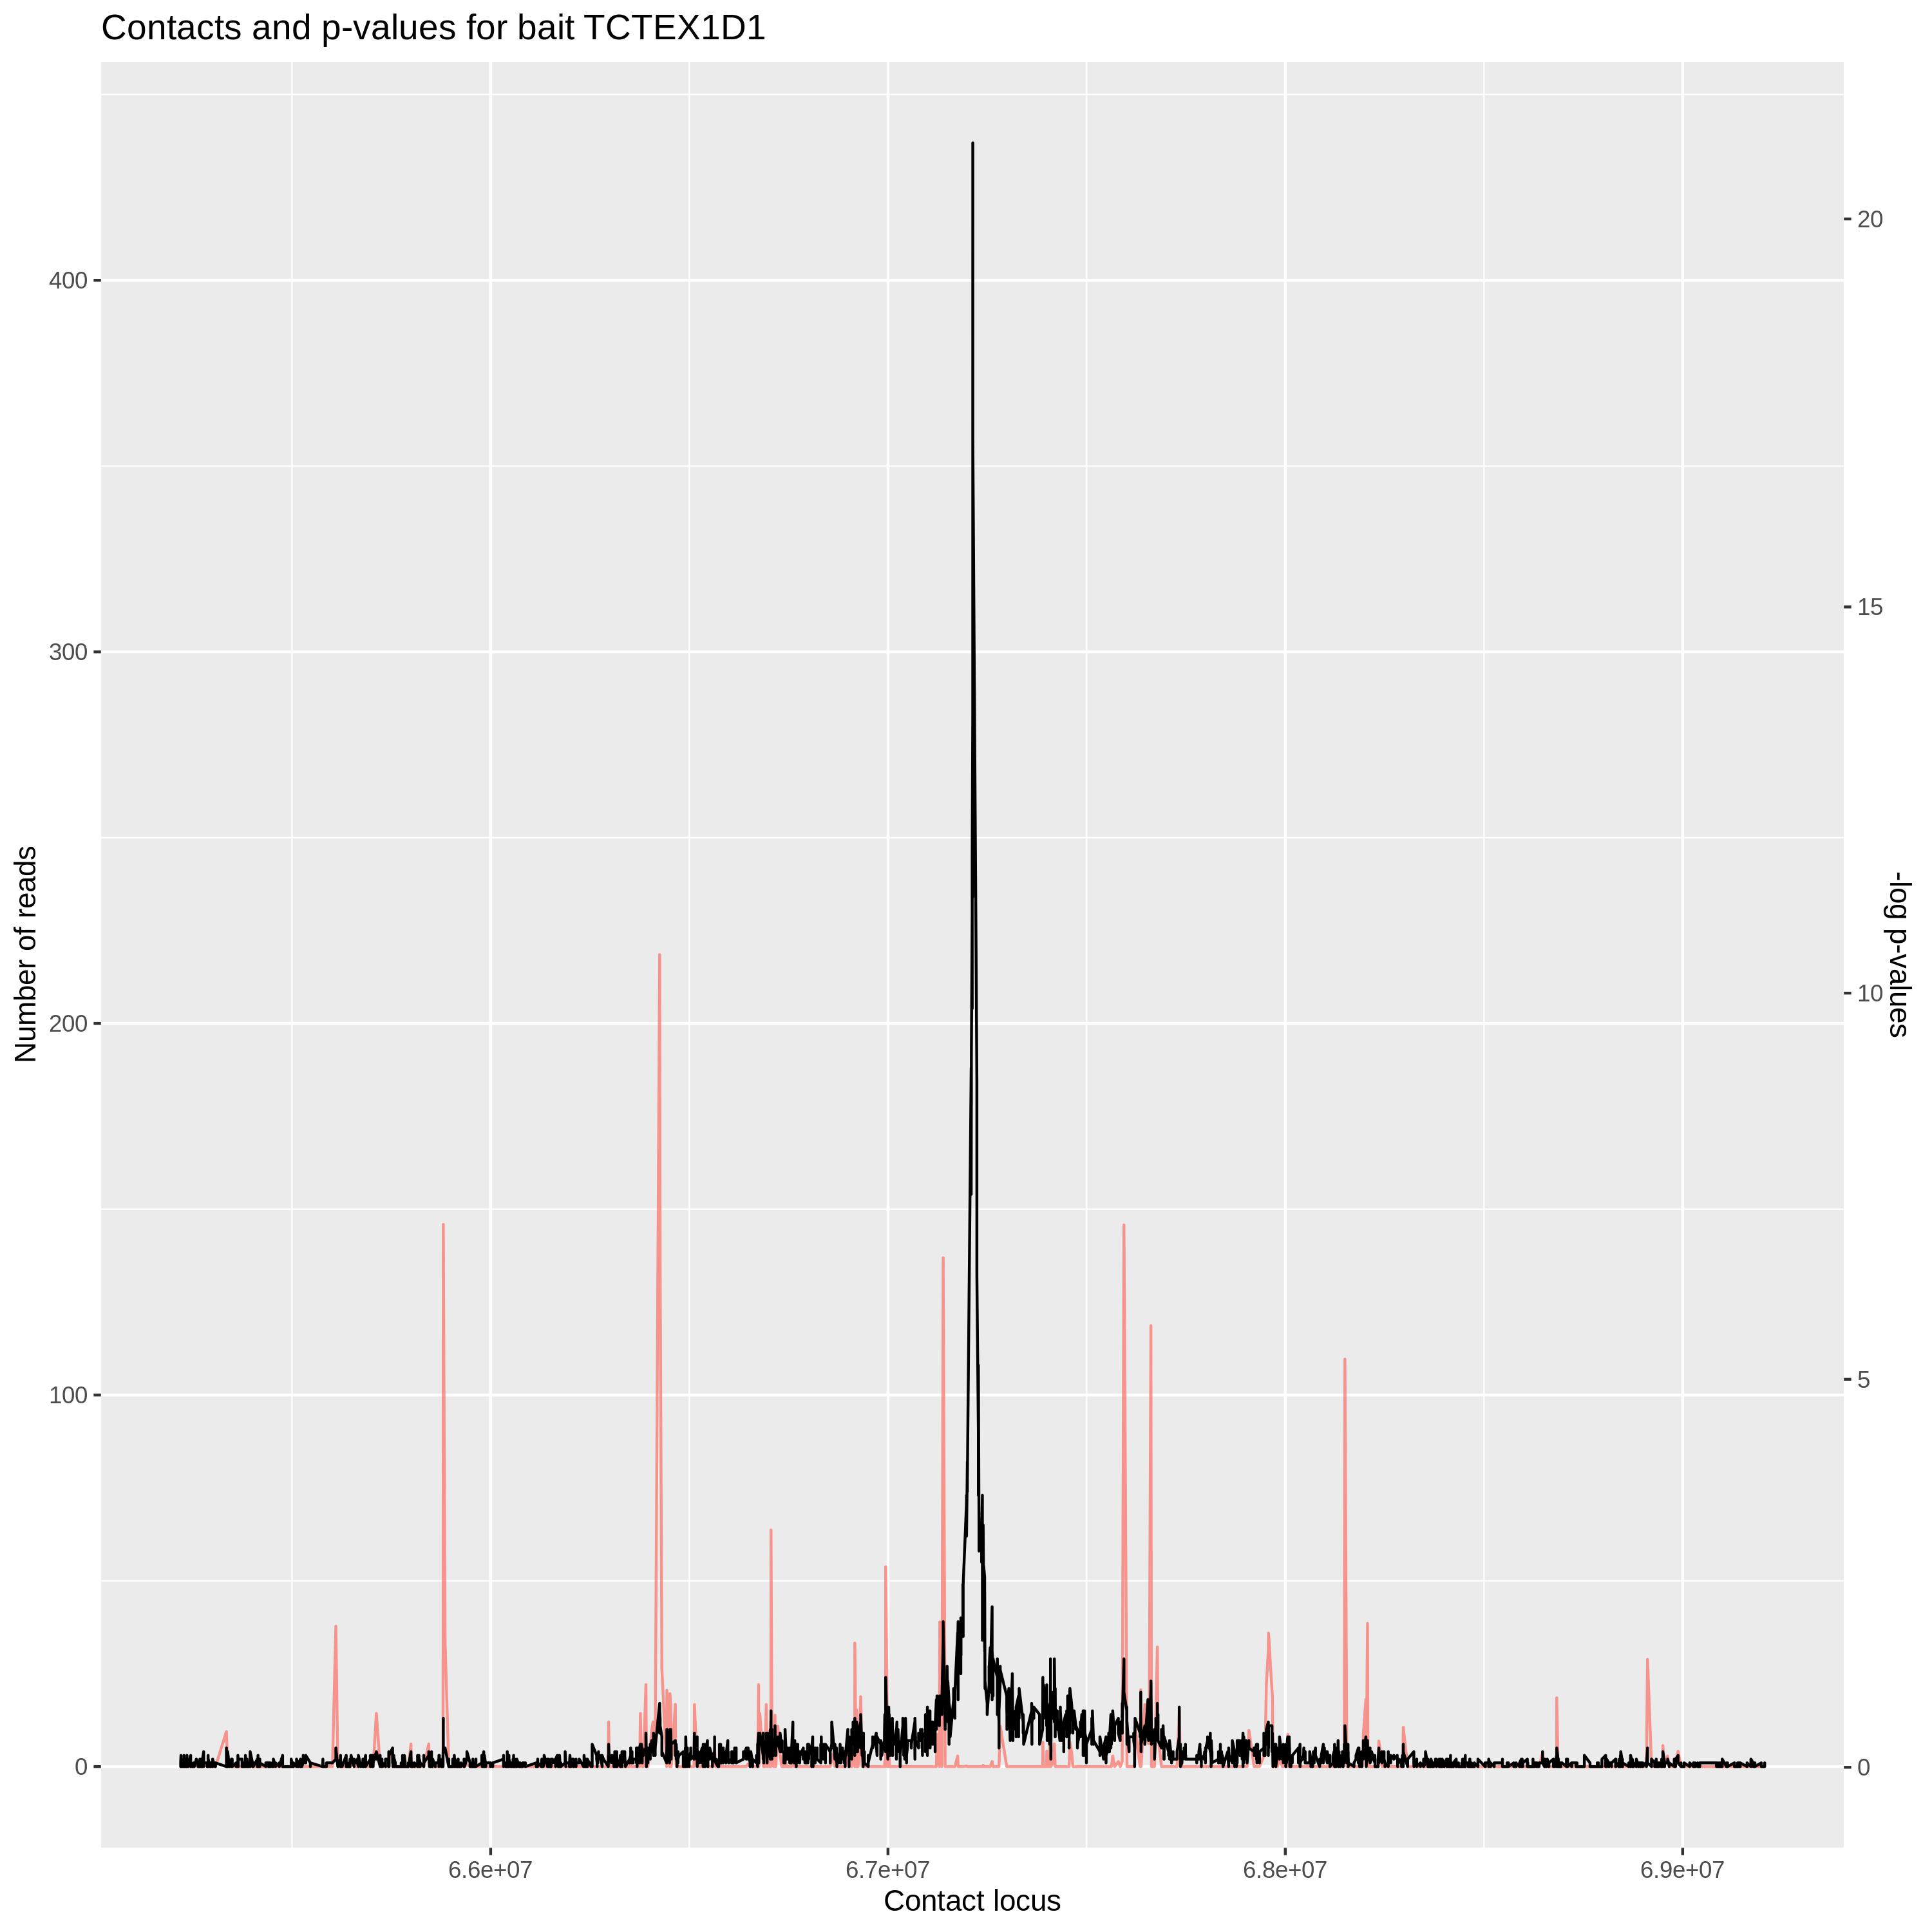 Contacts and p-values for bait TCTEX1D1
Number of reads
400
300
200
100
0
20
15
10
5
0
-log p-values
6.6e+07
6.7e+07
6.8e+07
6.9e+07
Contact locus